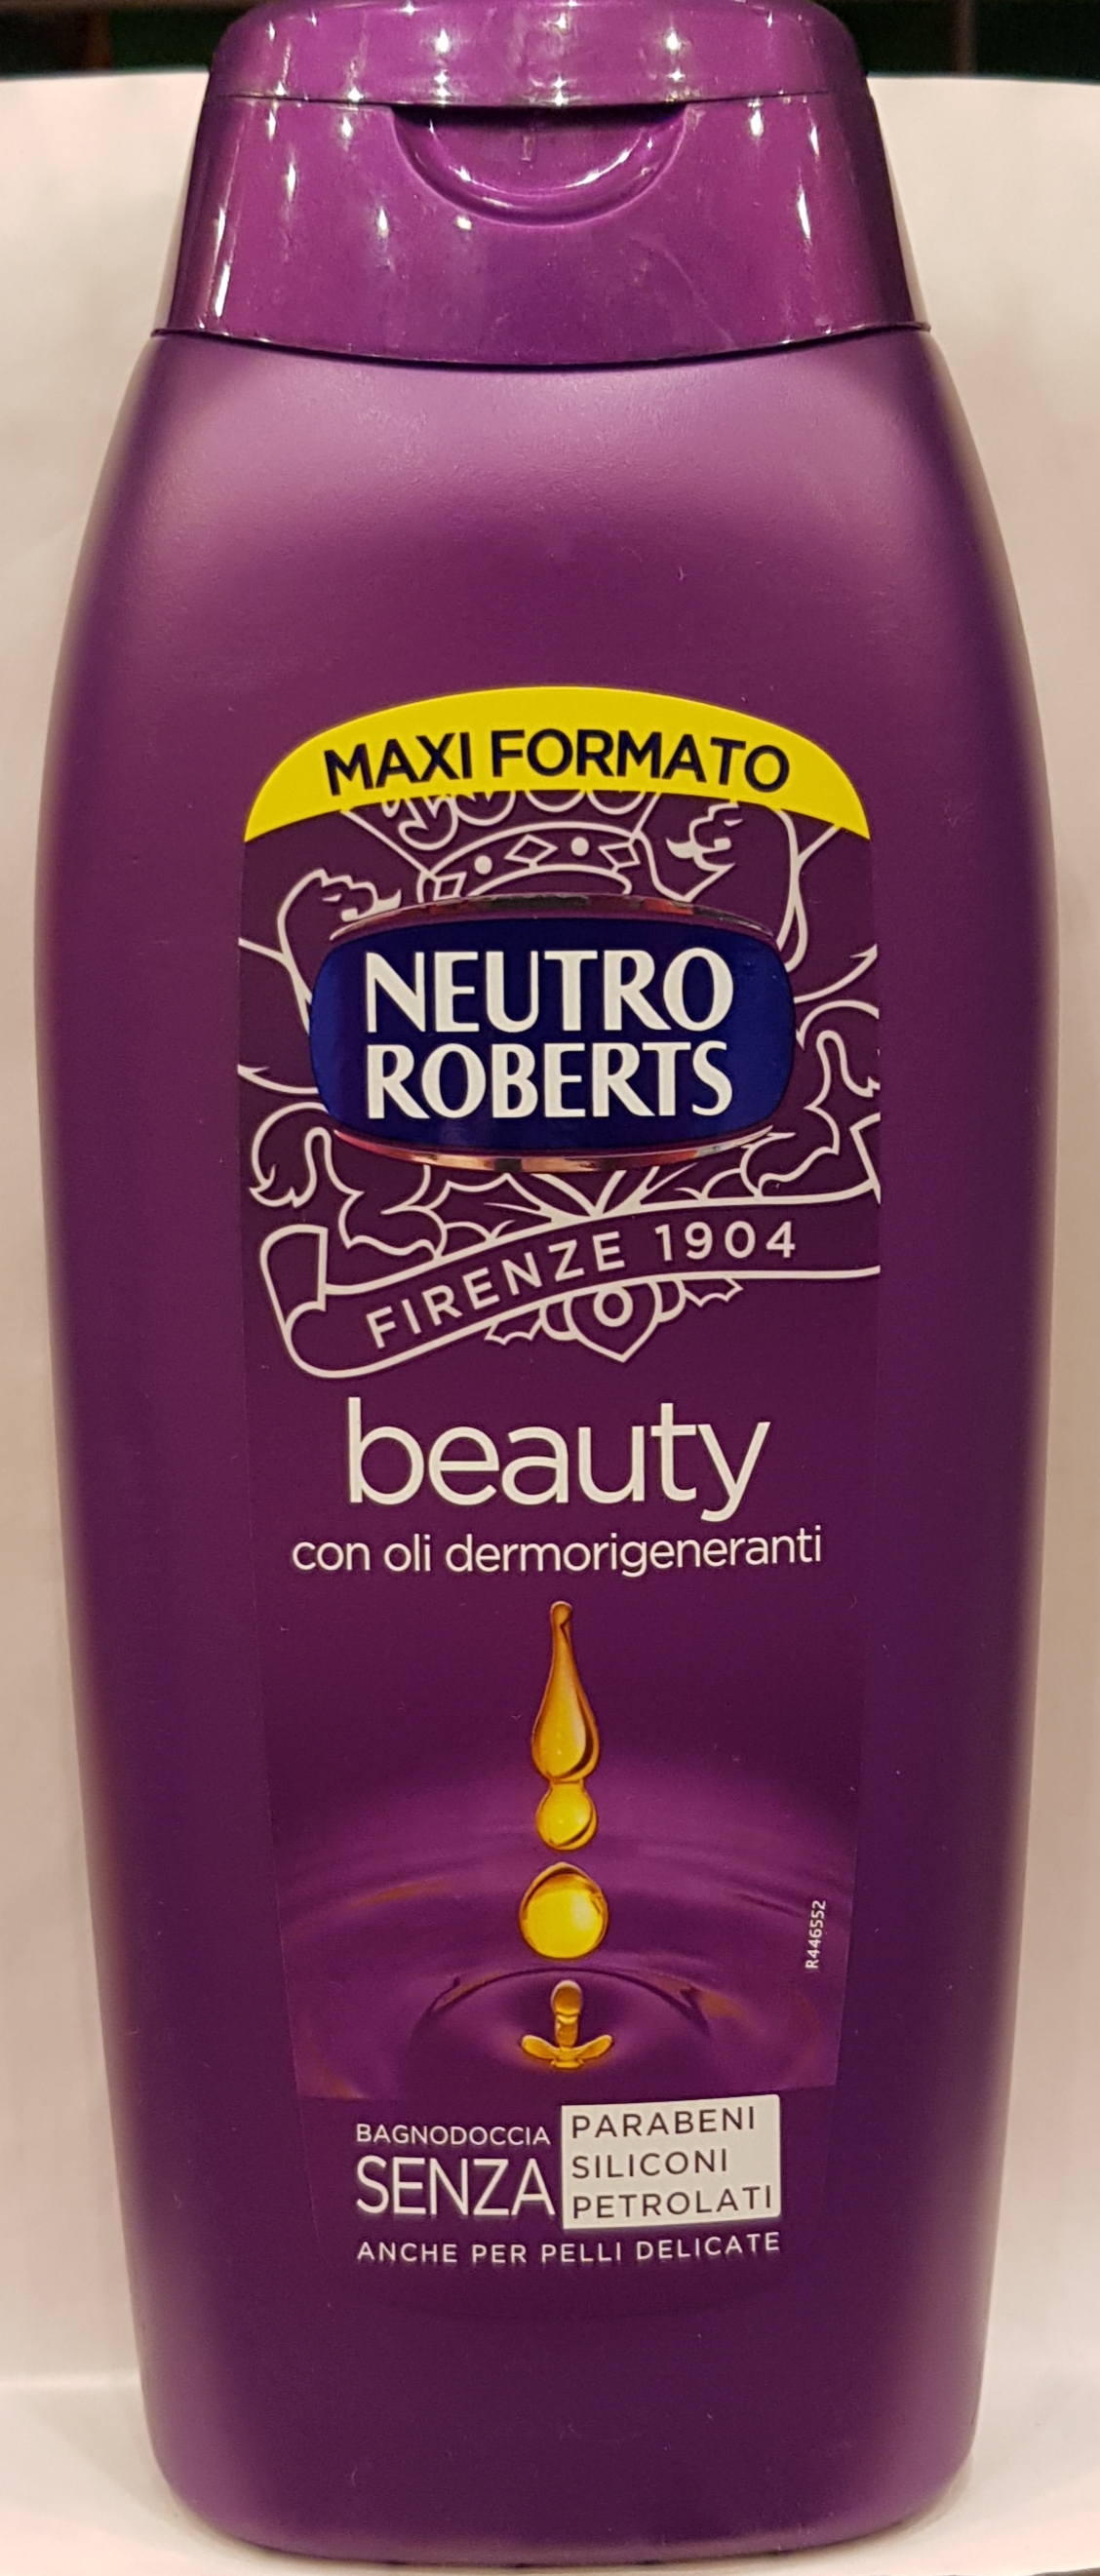 MAXI FORMATO
NEUTRO
ROBERTS
FIRENZE 1904
beauty
con oli dermorigeneranti
R446552
BAGNODOCCIA
SENZA
PARABENI
SILICONI
PETROLATI
ANCHE PER PELLI DELICATE